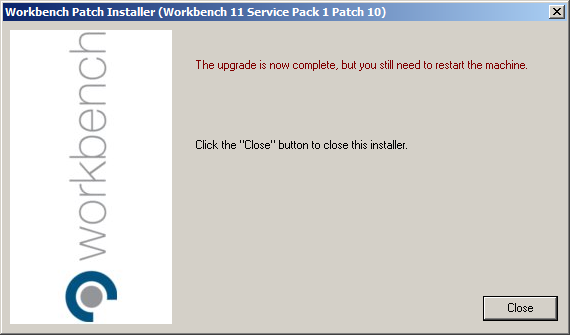 Workbench Patch Installer (Workbench 11 Service Pack 1 Patch 10)
workbench
The upgrade is now complete, but you still need to restart the machine.
Click the "Close" button to close this installer.
Close